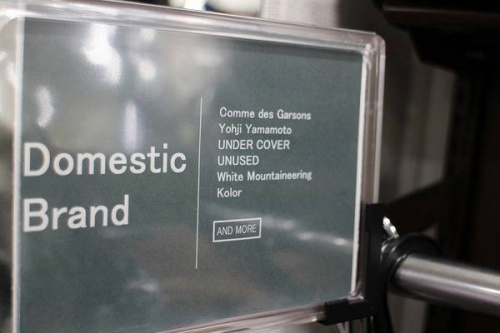 Domestic
Brand
Comme des Garsons
Yohji Yamamoto
UNDER COVER
UNUSED
White Mountaineering
Kolor
AND MORE